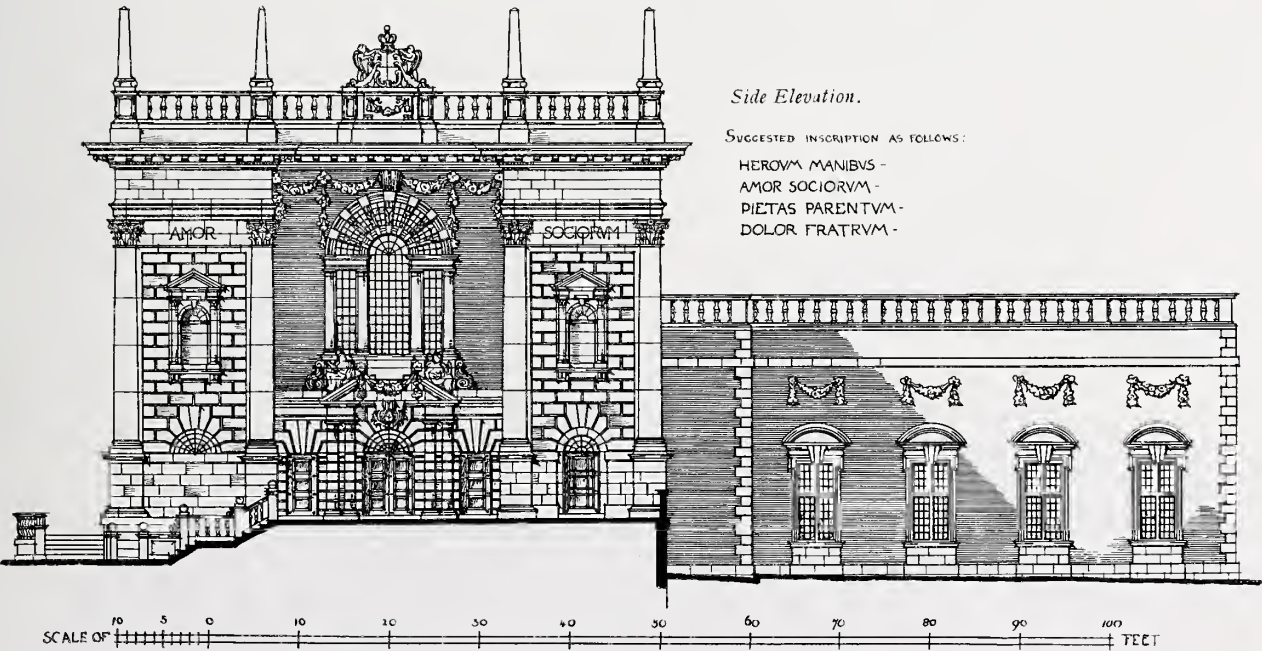 Side Elevation.
SUGGESTED INSCRIPTION AS FOLLOWS:
HEROVM MANIBVS -
AMOR SOCIORVM -
PIETAS PARENTVM -
DOLOR FRATRVM -
AMOR SOCIORVM
SCALE OF 10 5 0 10 20 30 40 50 60 70 80 90 100 FEET